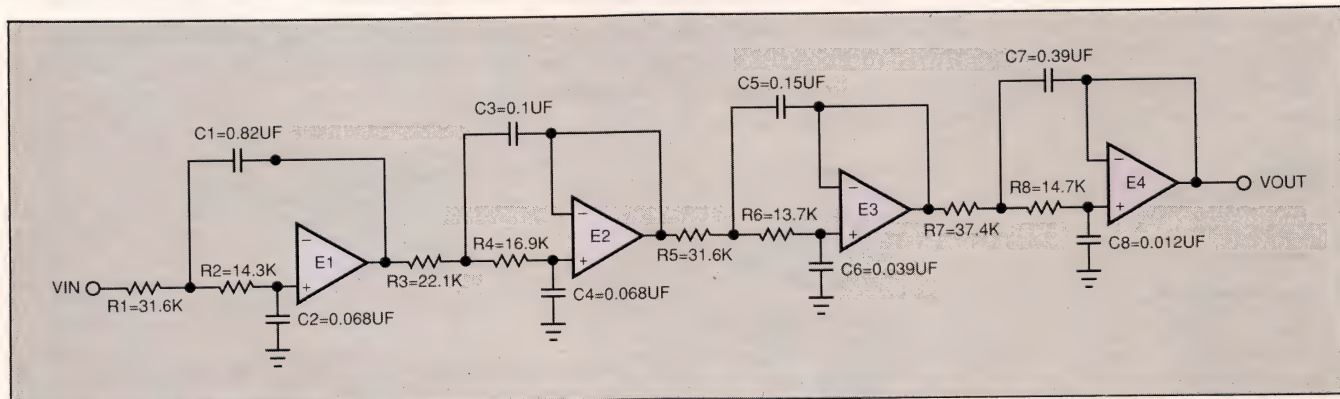 C1=0.82UF
C3=0.1UF
C5=0.15UF
C7=0.39UF
VIN
R1=31.6K
R2=14.3K
C2=0.068UF
−
+
E1
R3=22.1K
R4=16.9K
C4=0.068UF
−
+
E2
R5=31.6K
R6=13.7K
C6=0.039UF
−
+
E3
R7=37.4K
R8=14.7K
C8=0.012UF
−
+
E4
VOUT